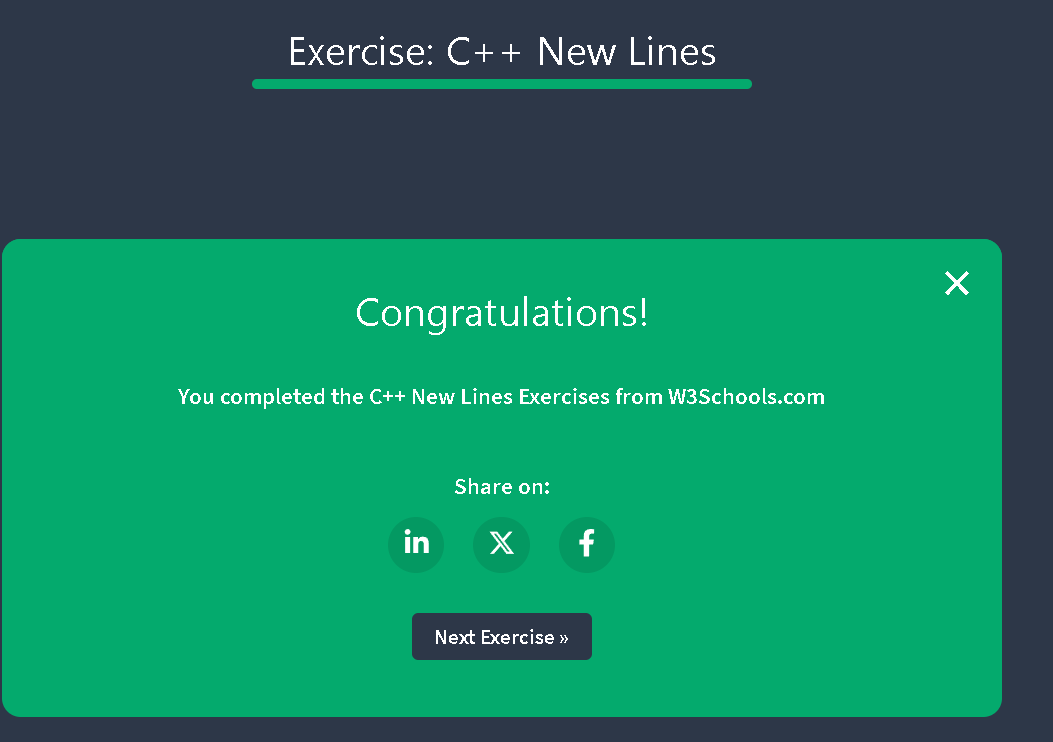 Exercise: C++ New Lines
Congratulations!
You completed the C++ New Lines Exercises from W3Schools.com
Share on:
in
X
f
Next Exercise »